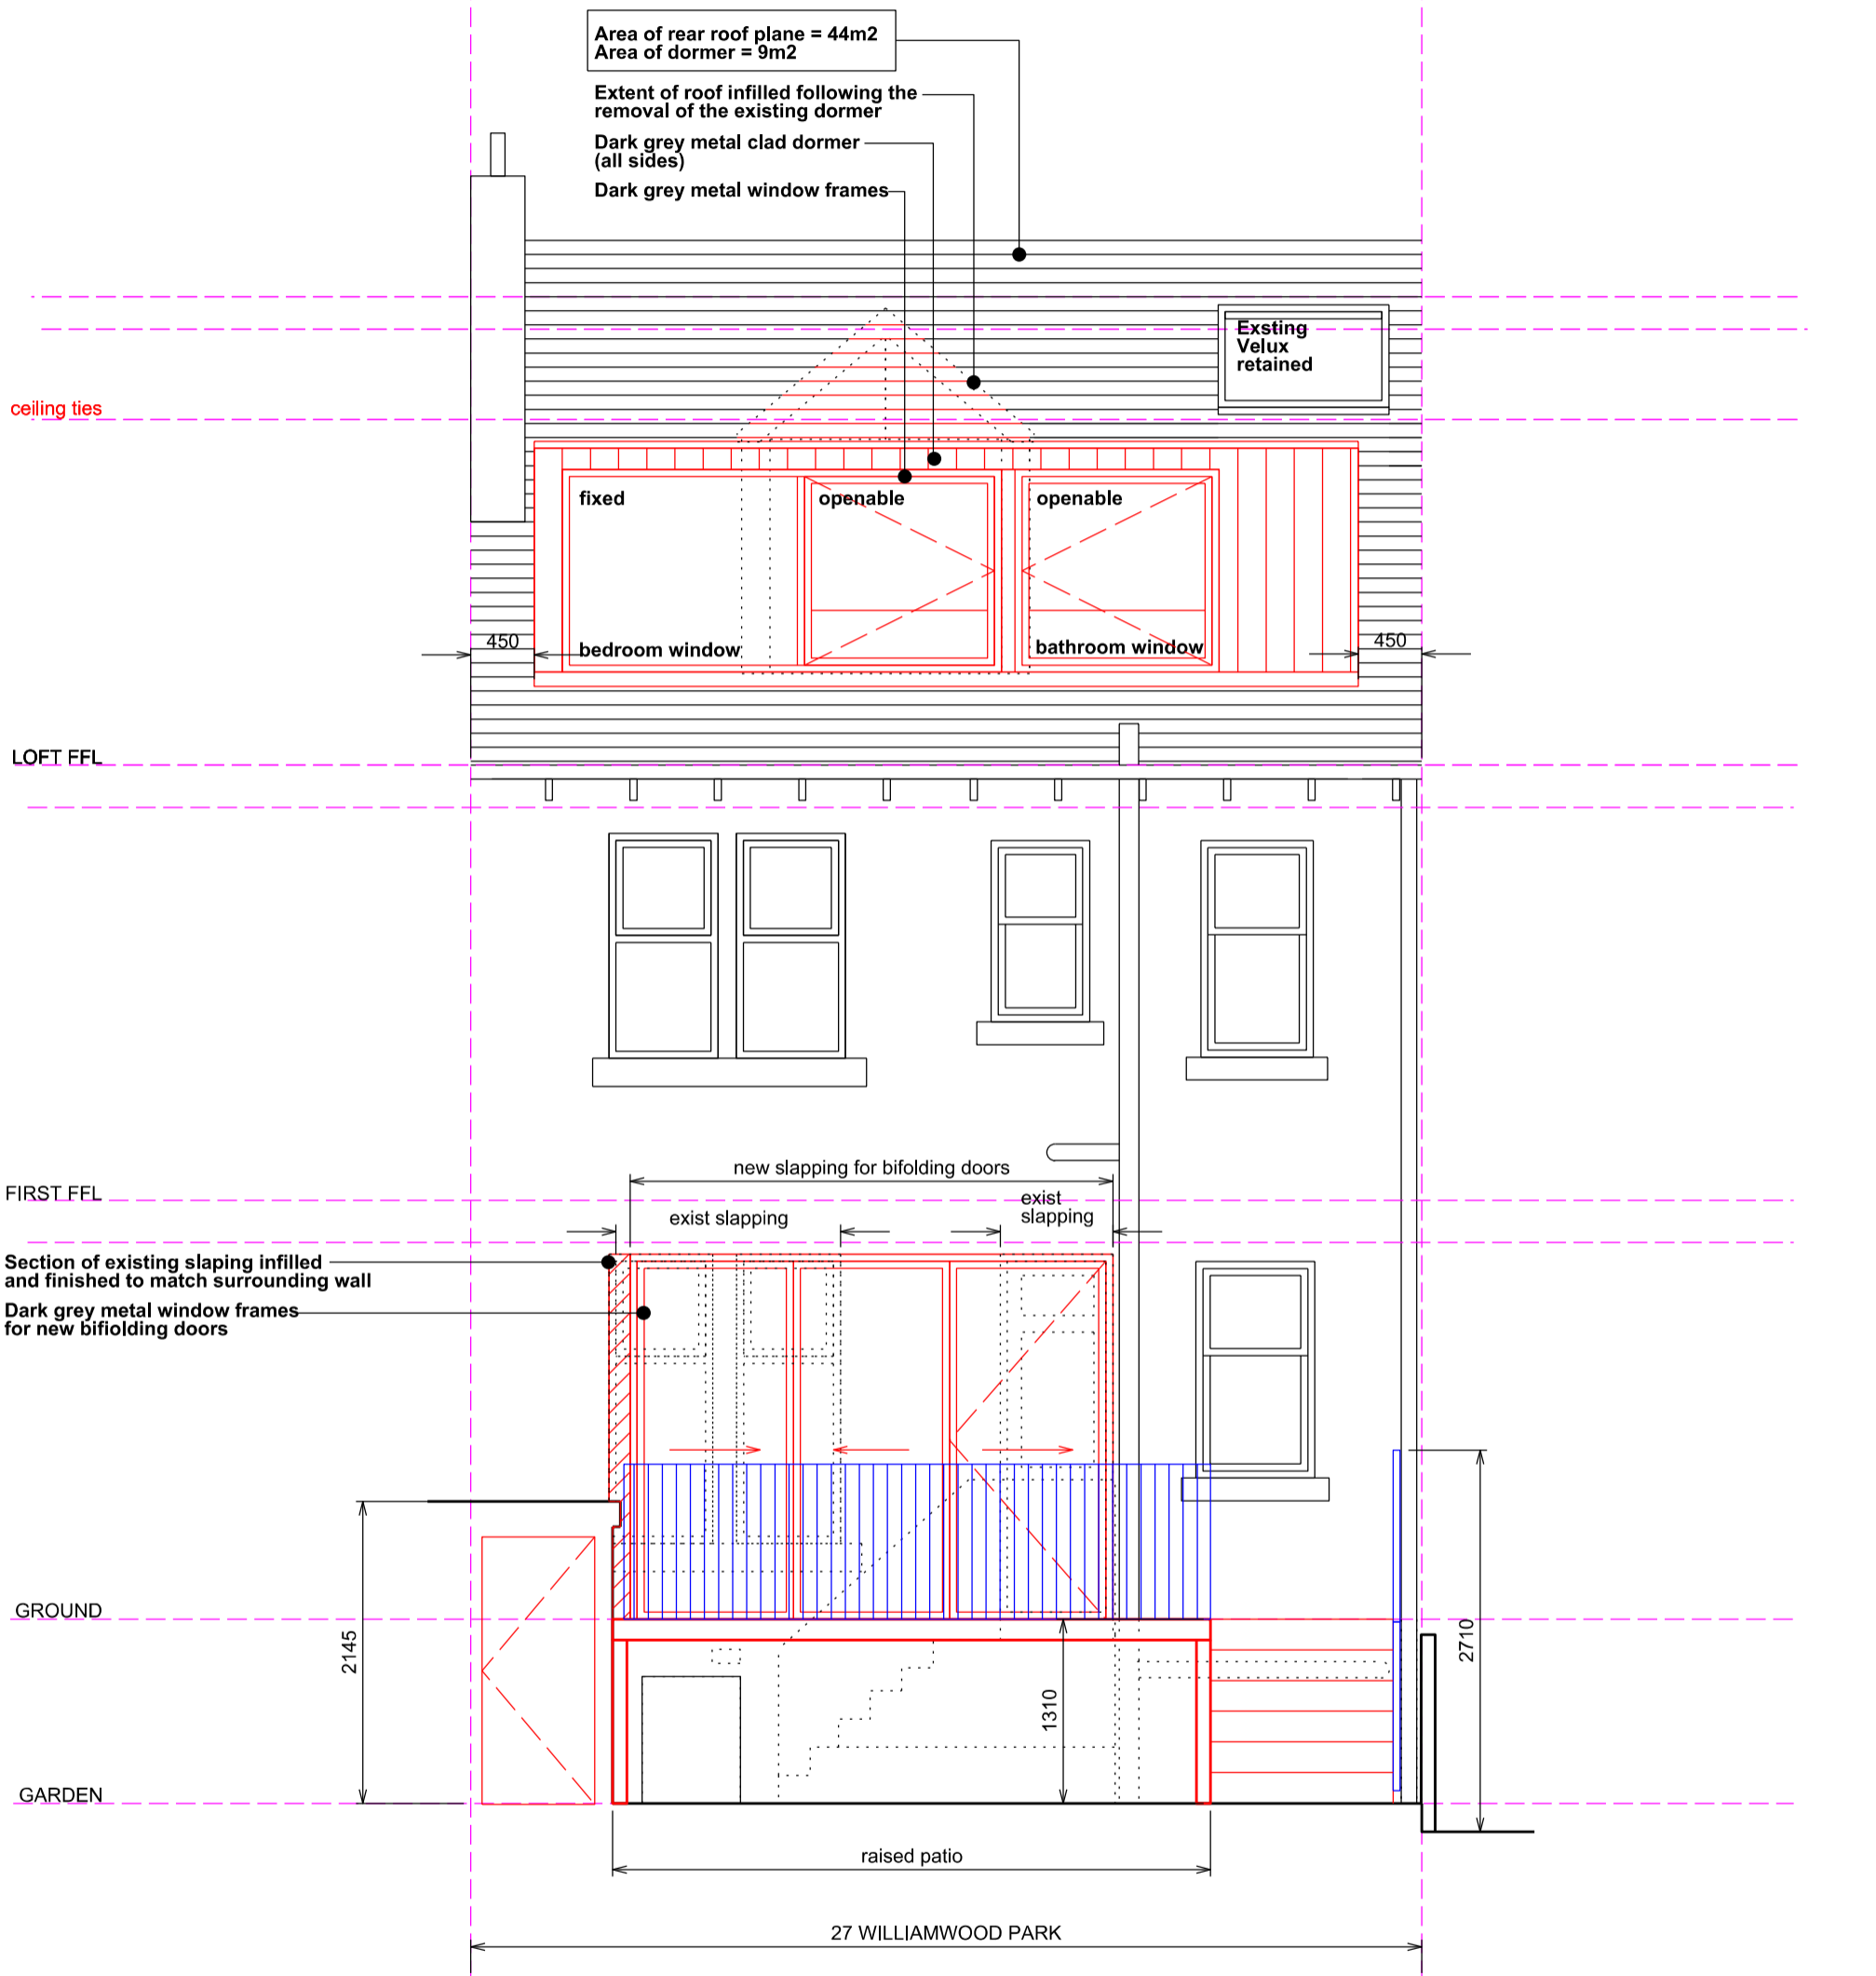 Area of rear roof plane = 44m2
Area of dormer = 9m2
Extent of roof infilled following the
removal of the existing dormer
Dark grey metal clad dormer
(all sides)
Dark grey metal window frames
Exsting
Velux
retained
ceiling ties
fixed
openable
openable
450
bedroom window
bathroom window
450
LOFT FFL
new slapping for bifolding doors
FIRST FFL
exist slapping
exist
slapping
Section of existing slaping infilled
and finished to match surrounding wall
Dark grey metal window frames
for new bifiolding doors
GROUND
2145
1310
2710
GARDEN
raised patio
27 WILLIAMWOOD PARK